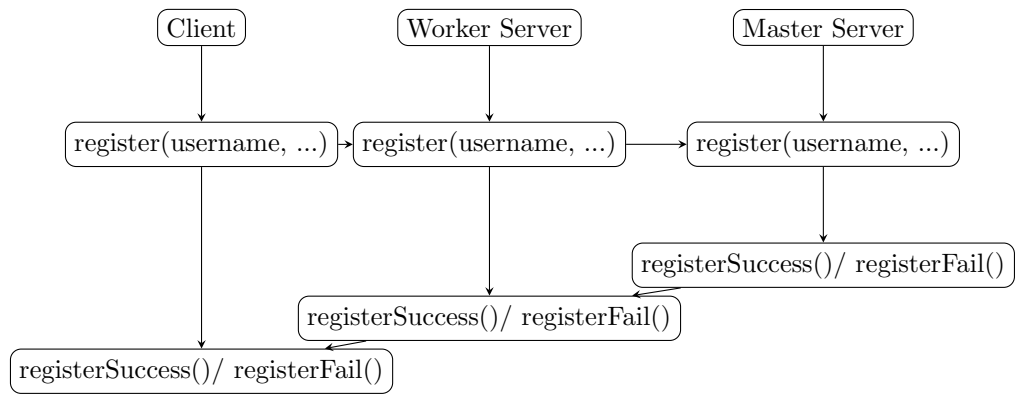 Client
Worker Server
Master Server
register(username, ...)
register(username, ...)
register(username, ...)
registerSuccess()/ registerFail()
registerSuccess()/ registerFail()
registerSuccess()/ registerFail()